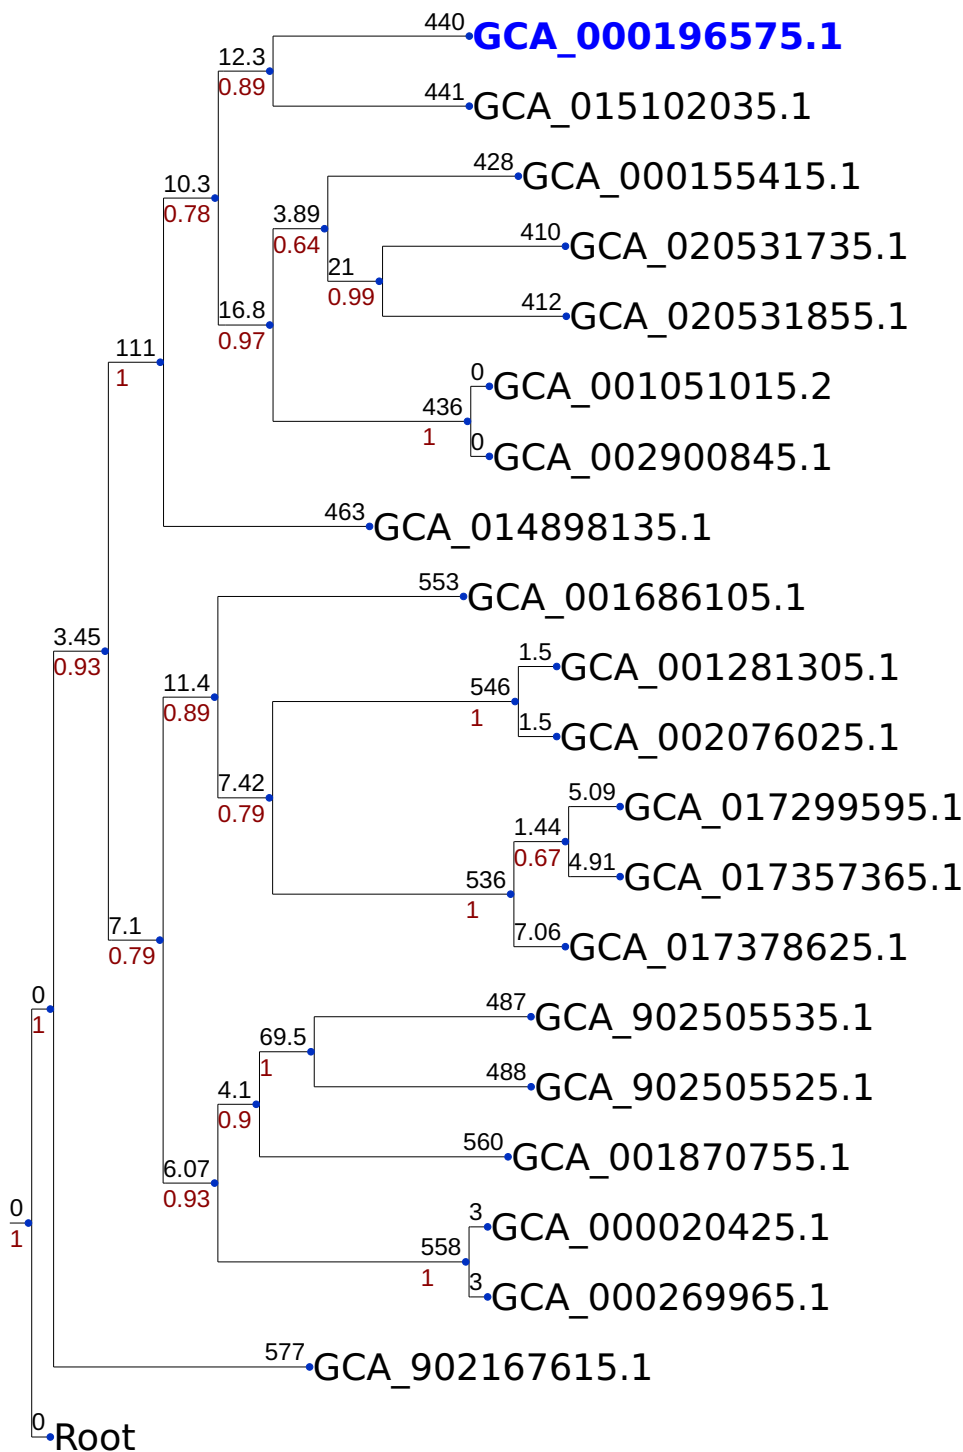 440
GCA_000196575.1
12.3
0.89
441
GCA_015102035.1
10.3
0.78
428
GCA_000155415.1
3.89
0.64
410
GCA_020531735.1
21
0.99
412
GCA_020531855.1
16.8
0.97
111
1
0
GCA_001051015.2
436
1
0
GCA_002900845.1
463
GCA_014898135.1
553
GCA_001686105.1
3.45
0.93
1.5
GCA_001281305.1
11.4
0.89
546
1
1.5
GCA_002076025.1
7.42
0.79
5.09
GCA_017299595.1
1.44
0.67
4.91
GCA_017357365.1
536
1
7.06
GCA_017378625.1
7.1
0.79
0
1
487
GCA_902505535.1
69.5
1
488
GCA_902505525.1
4.1
0.9
560
GCA_001870755.1
6.07
0.93
0
1
3
GCA_000020425.1
558
1
3
GCA_000269965.1
577
GCA_902167615.1
0
Root